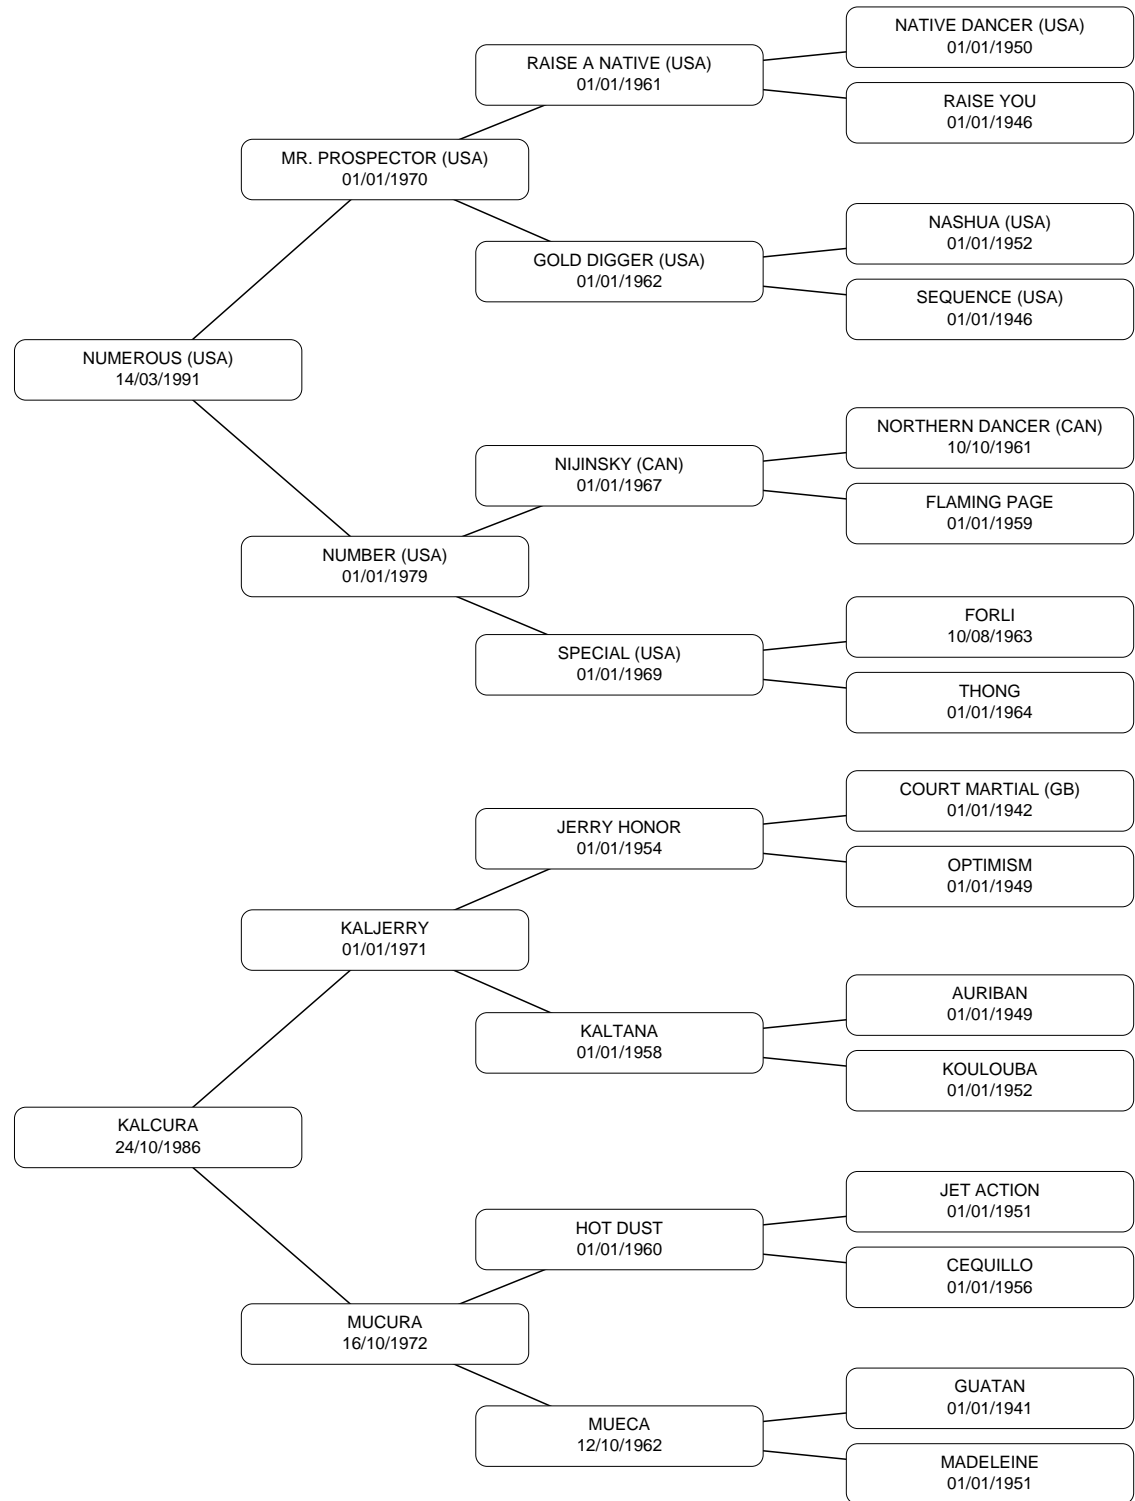 NATIVE DANCER (USA)
01/01/1950
RAISE A NATIVE (USA)
01/01/1961
RAISE YOU
01/01/1946
MR. PROSPECTOR (USA)
01/01/1970
NASHUA (USA)
01/01/1952
GOLD DIGGER (USA)
01/01/1962
SEQUENCE (USA)
01/01/1946
NUMEROUS (USA)
14/03/1991
NORTHERN DANCER (CAN)
10/10/1961
NIJINSKY (CAN)
01/01/1967
FLAMING PAGE
01/01/1959
NUMBER (USA)
01/01/1979
FORLI
10/08/1963
SPECIAL (USA)
01/01/1969
THONG
01/01/1964
COURT MARTIAL (GB)
01/01/1942
JERRY HONOR
01/01/1954
OPTIMISM
01/01/1949
KALJERRY
01/01/1971
AURIBAN
01/01/1949
KALTANA
01/01/1958
KOULOUBA
01/01/1952
KALCURA
24/10/1986
JET ACTION
01/01/1951
HOT DUST
01/01/1960
CEQUILLO
01/01/1956
MUCURA
16/10/1972
GUATAN
01/01/1941
MUECA
12/10/1962
MADELEINE
01/01/1951